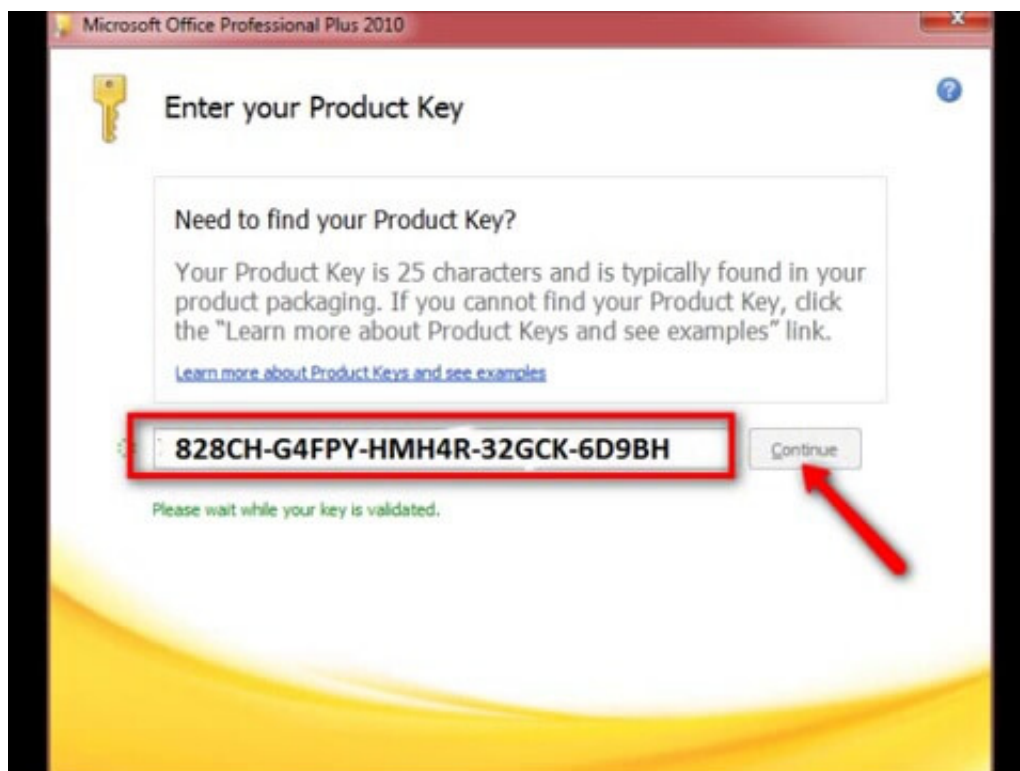 Microsoft Office Professional Plus 2010
Enter your Product Key
Need to find your Product Key?
Your Product Key is 25 characters and is typically found in your
product packaging. If you cannot find your Product Key, click
the "Learn more about Product Keys and see examples" link.
Learn more about Product Keys and see examples
828CH-G4FPY-HMH4R-32GCK-6D9BH
Continue
Please wait while your key is validated.